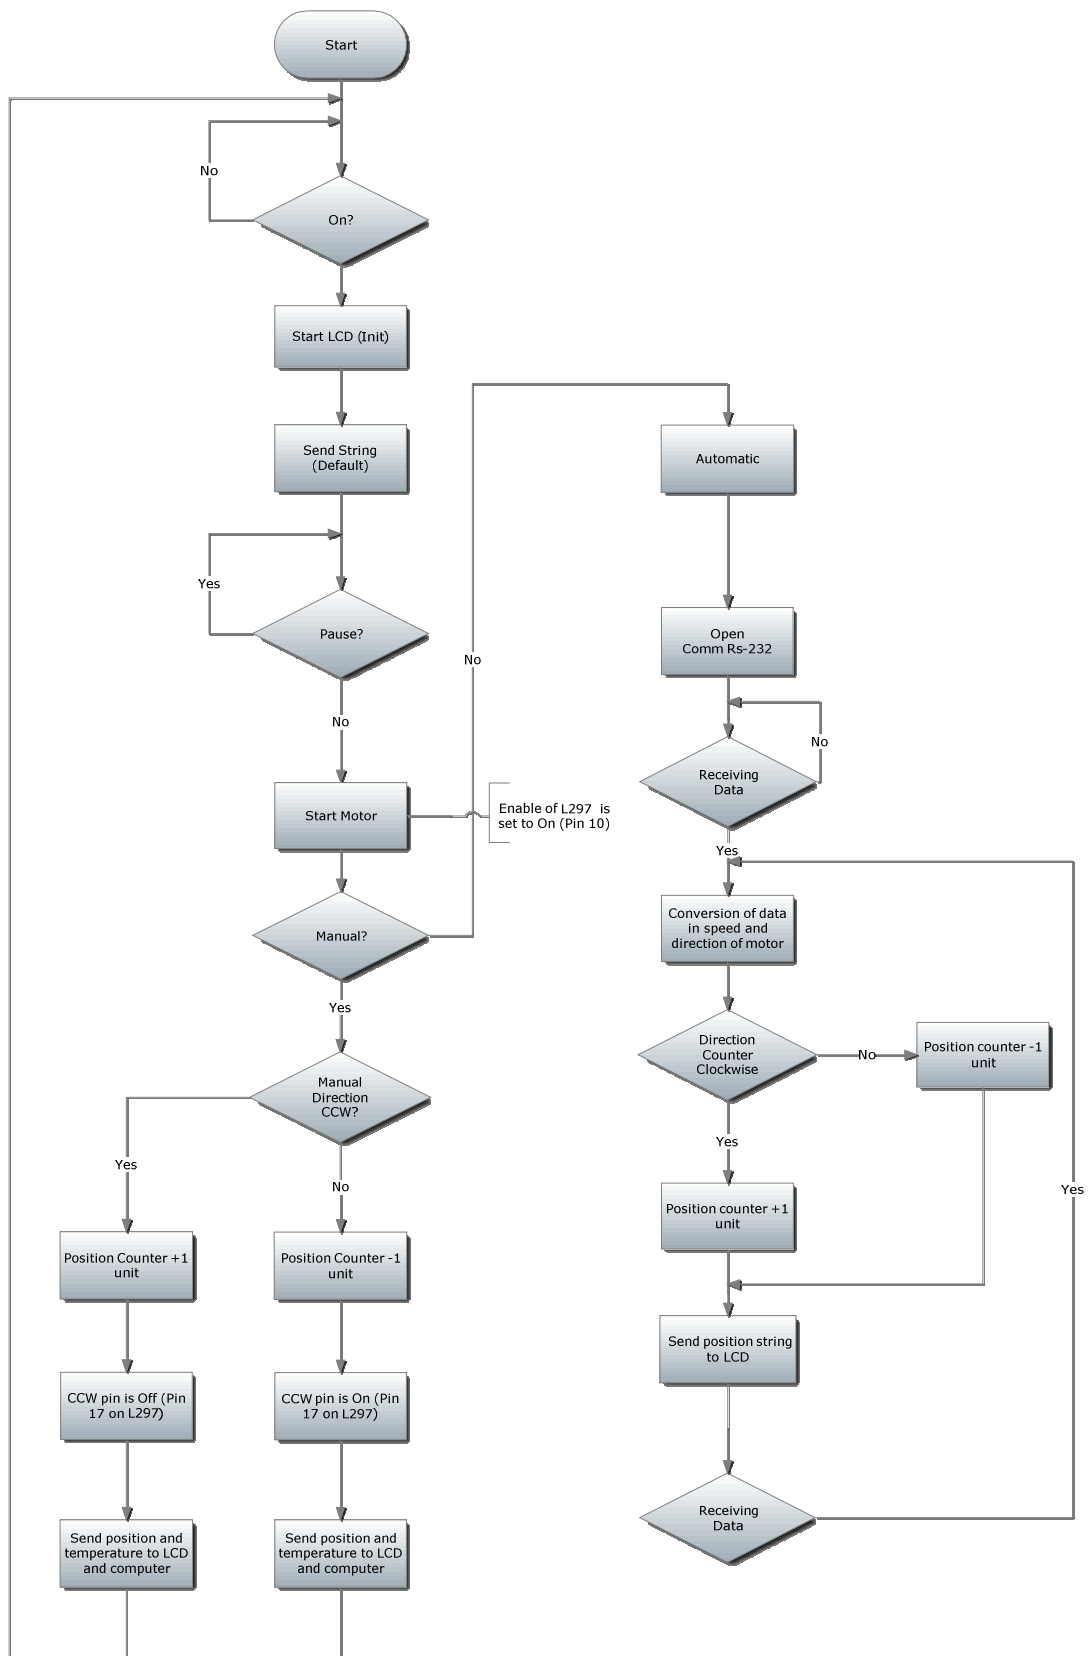 Start
No
On?
Start LCD (Init)
Send String
(Default)
Yes
Pause?
No
Start Motor
Enable of L297 is
set to On (Pin 10)
Manual?
No
Yes
Manual
Direction
CCW?
Yes
No
Position Counter +1
unit
Position Counter -1
unit
CCW pin is Off (Pin
17 on L297)
CCW pin is On (Pin
17 on L297)
Send position and
temperature to LCD
and computer
Send position and
temperature to LCD
and computer
Automatic
Open
Comm Rs-232
No
Receiving
Data
Yes
Conversion of data
in speed and
direction of motor
Direction
Counter
Clockwise
No
Position counter -1
unit
Yes
Position counter +1
unit
Yes
Send position string
to LCD
Receiving
Data